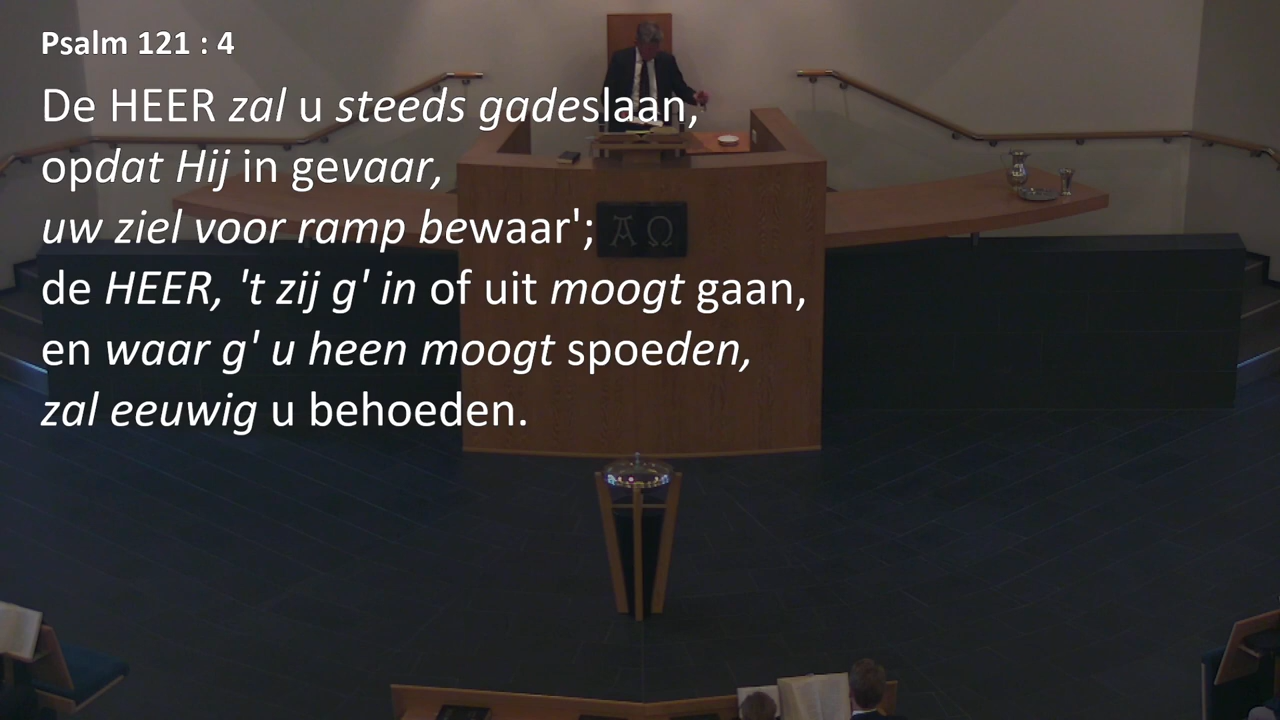 Psalm 121 : 4
De HEER zal u steeds gadeslaan,
opdat Hij in gevaar,
uw ziel voor ramp bewaar';
de HEER, 't zij g' in of uit moogt gaan,
en waar g' u heen moogt spoeden,
zal eeuwig u behoeden.
Α Ω